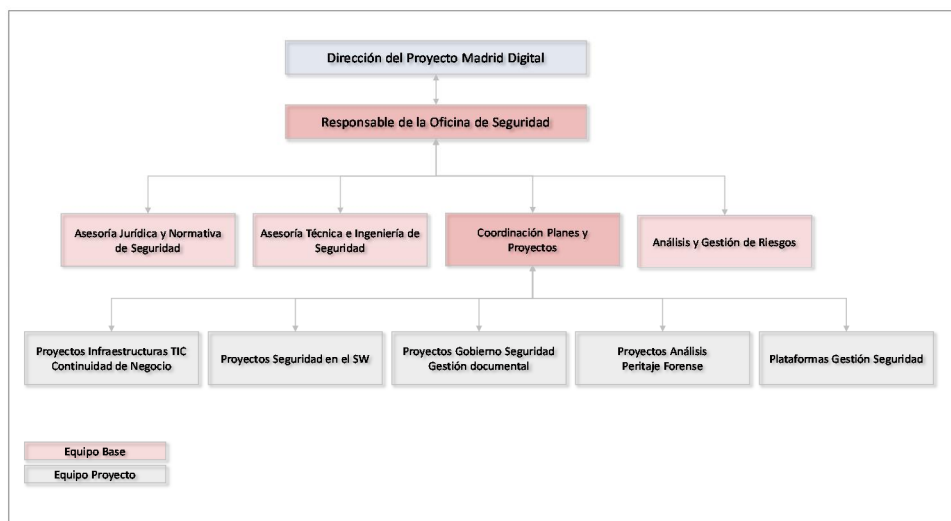 Dirección del Proyecto Madrid Digital
Responsable de la Oficina de Seguridad
Asesoría Jurídica y Normativa
de Seguridad
Asesoría Técnica e Ingeniería de
Seguridad
Coordinación Planes y
Proyectos
Análisis y Gestión de Riesgos
Proyectos Infraestructuras TIC
Continuidad de Negocio
Proyectos Seguridad en el SW
Proyectos Gobierno Seguridad
Gestión documental
Proyectos Análisis
Peritaje Forense
Plataformas Gestión Seguridad
Equipo Base
Equipo Proyecto